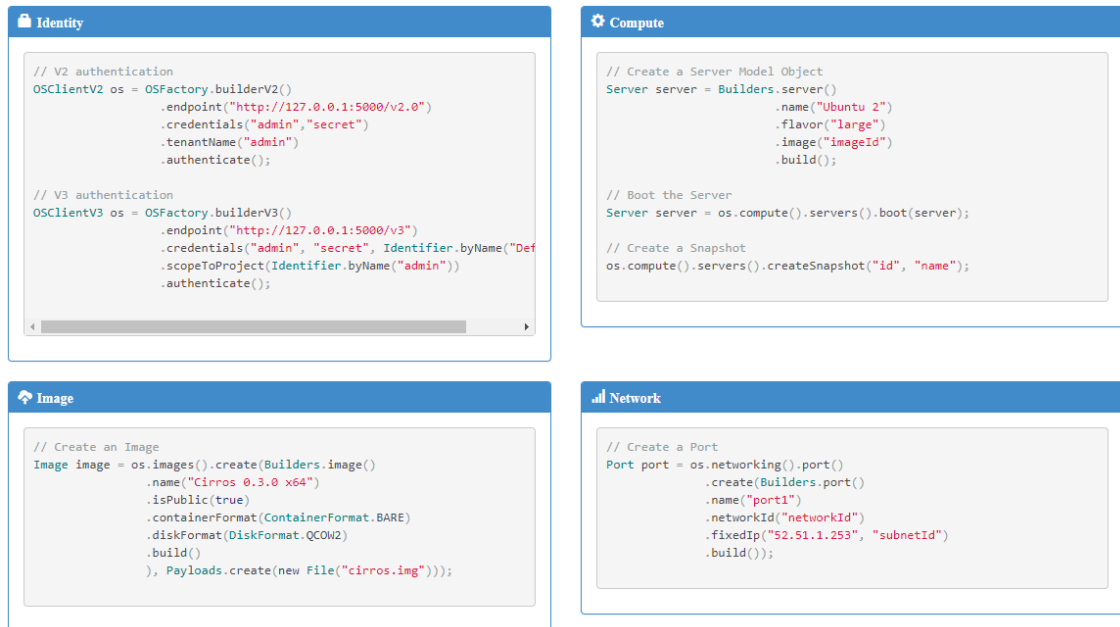 Identity
// V2 authentication
OSClientV2 os = OSFactory.builderV2()
.endpoint("http://127.0.0.1:5000/v2.0")
.credentials("admin","secret")
.tenantName("admin")
.authenticate();
// V3 authentication
OSClientV3 os = OSFactory.builderV3()
.endpoint("http://127.0.0.1:5000/v3")
.credentials("admin", "secret", Identifier.byName("Def
.scopeToProject(Identifier.byName("admin"))
.authenticate();
Compute
// Create a Server Model Object
Server server = Builders.server()
.name("Ubuntu 2")
.flavor("large")
.image("imageId")
.build();
// Boot the Server
Server server = os.compute().servers().boot(server);
// Create a Snapshot
os.compute().servers().createSnapshot("id", "name");
Image
// Create an Image
Image image = os.images().create(Builders.image()
.name("Cirros 0.3.0 x64")
.isPublic(true)
.containerFormat(ContainerFormat.BARE)
.diskFormat(DiskFormat.QCOW2)
.build()
), Payloads.create(new File("cirros.img")));
Network
// Create a Port
Port port = os.networking().port()
.create(Builders.port()
.name("port1")
.networkId("networkId")
.fixedIp("52.51.1.253", "subnetId")
.build());